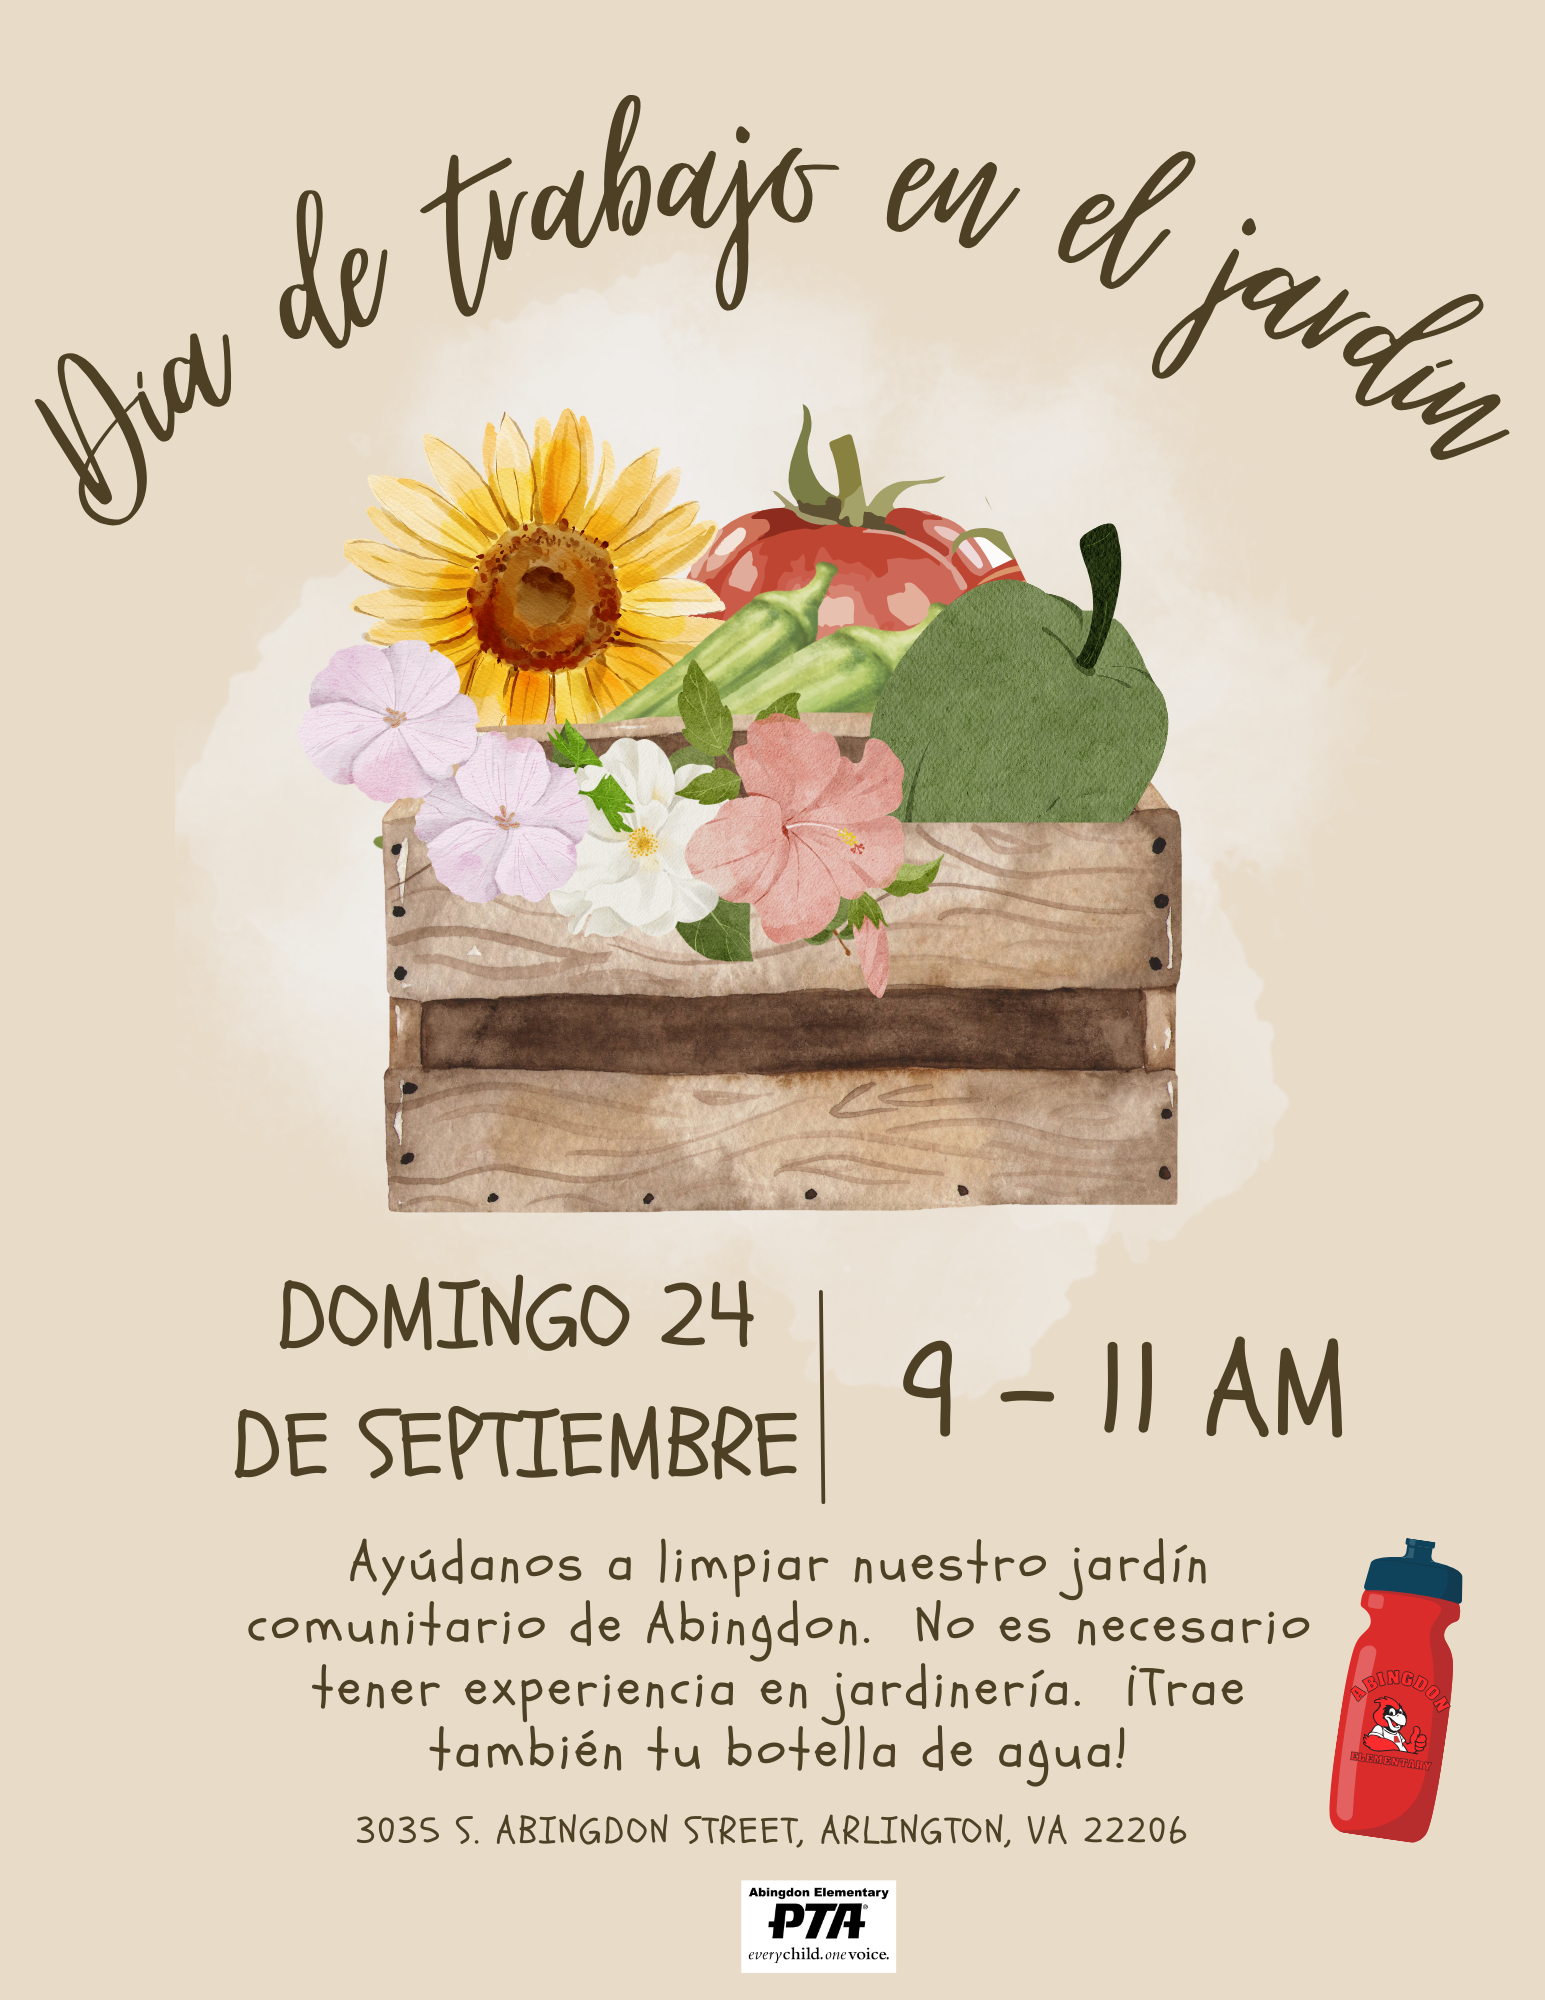 Día de trabajo en el jardín
DOMINGO 24
DE SEPTIEMBRE
9 – 11 AM
Ayúdanos a limpiar nuestro jardín
comunitario de Abingdon. No es necesario
tener experiencia en jardinería. ¡Trae
también tu botella de agua!
ABINGDON
ELEMENTARY
3035 S. ABINGDON STREET, ARLINGTON, VA 22206
Abingdon Elementary
PTA®
everychild.onevoice.